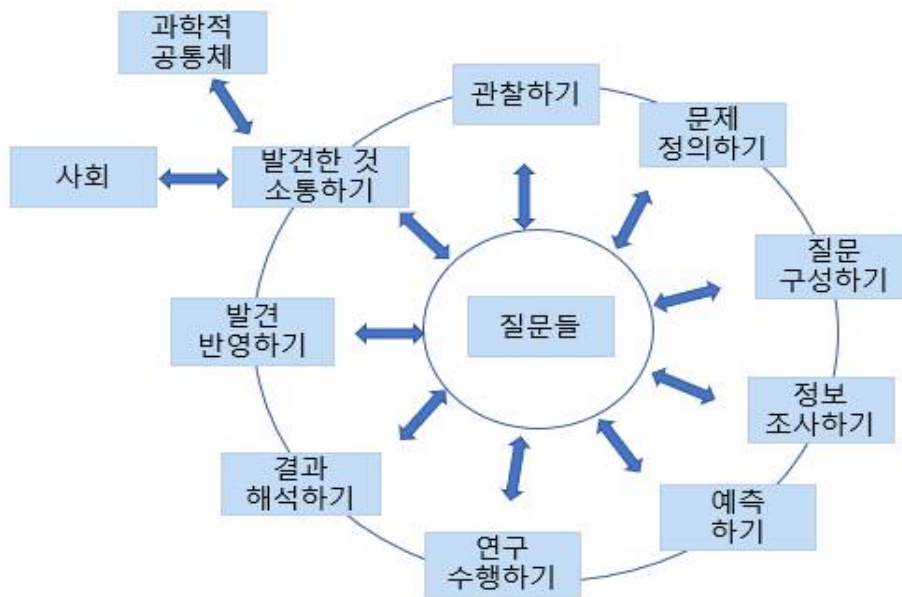 과학적
공통체
관찰하기
문제
정의하기
사회
발견한 것
소통하기
질문
구성하기
발견
반영하기
질문들
정보
조사하기
결과
해석하기
예측
하기
연구
수행하기